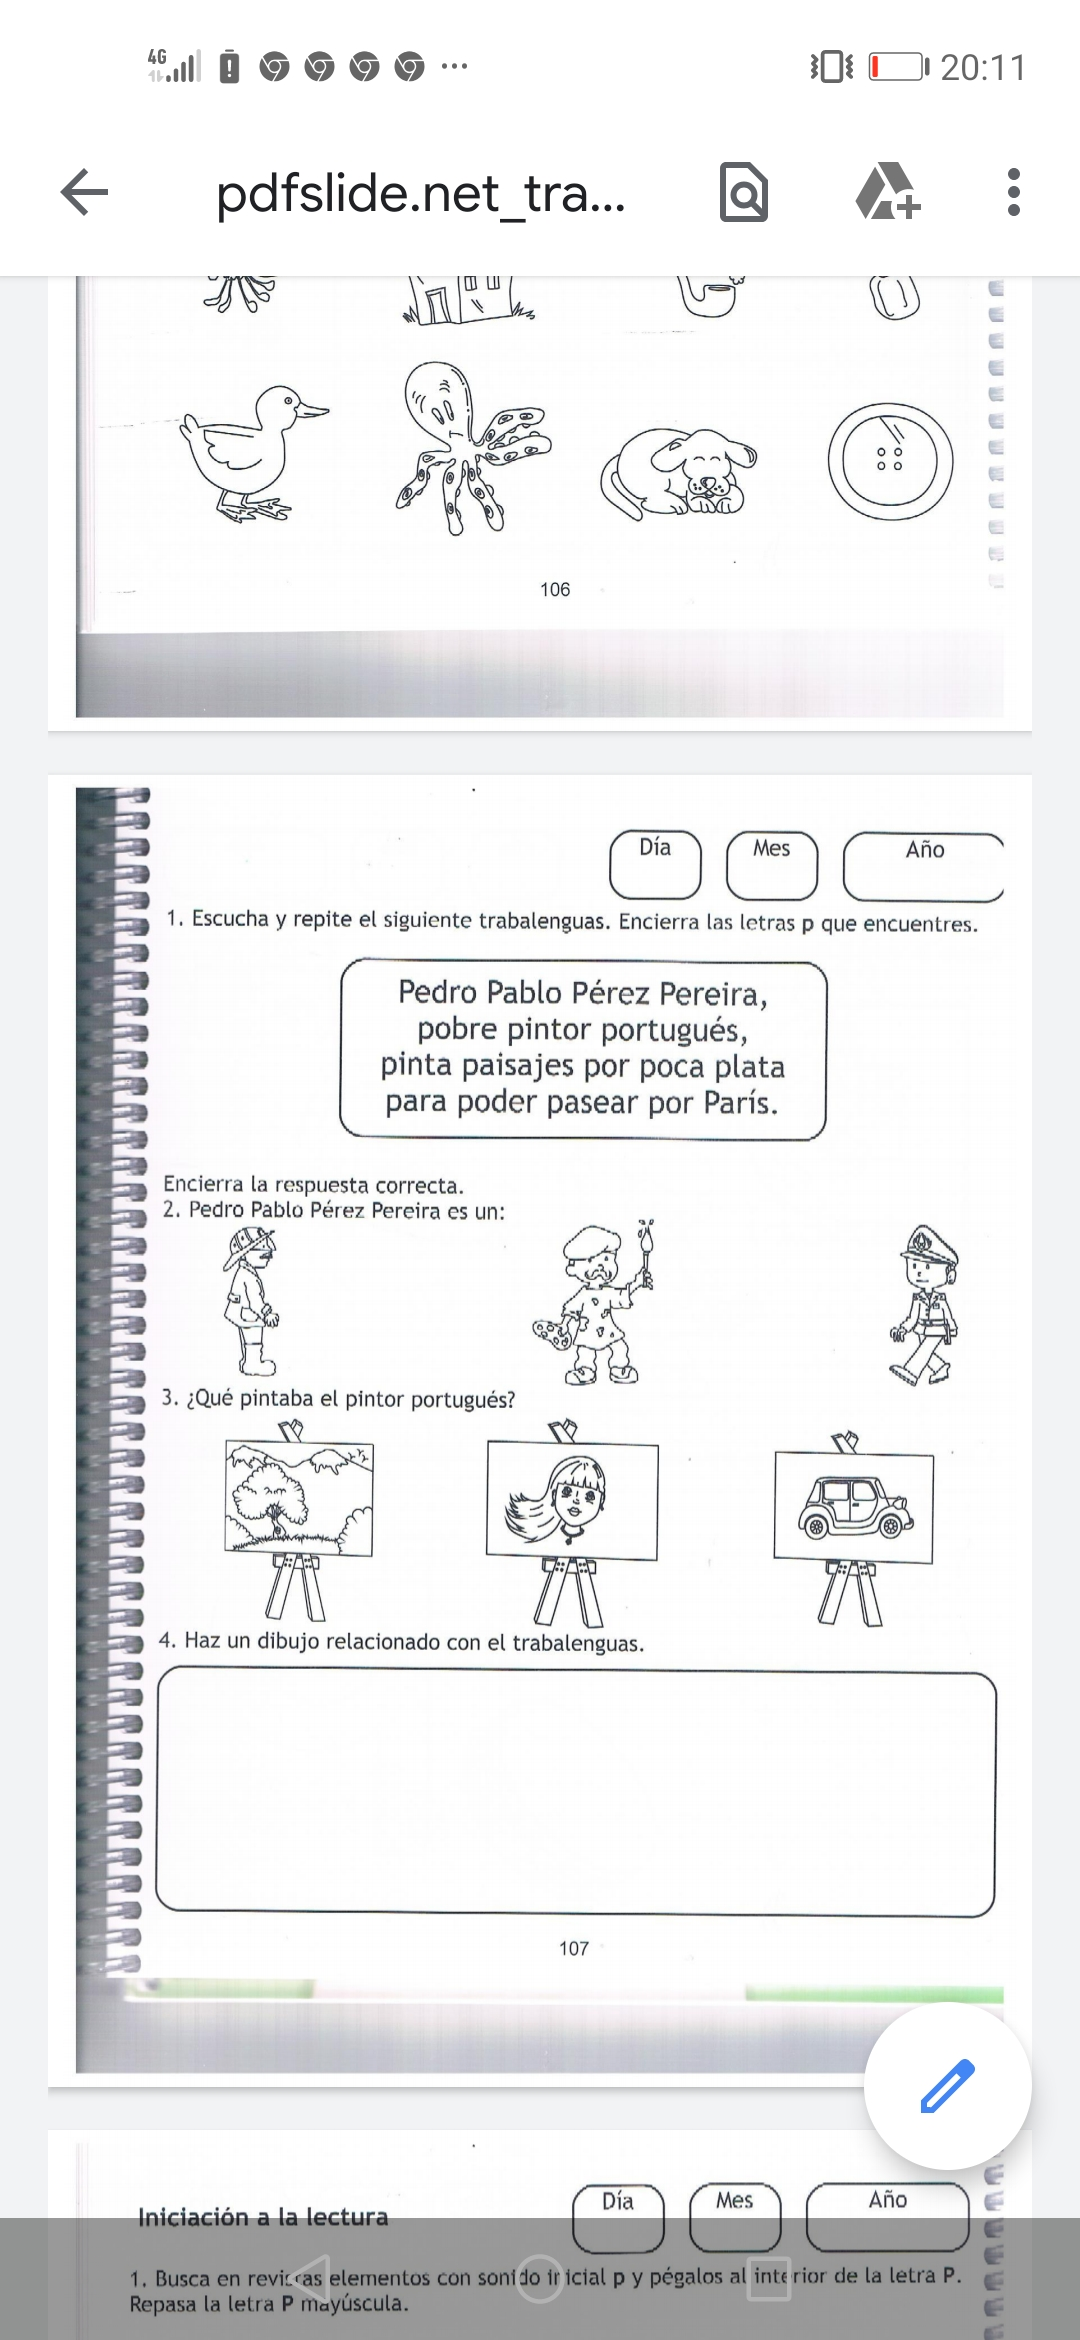 4G
20:11
pdfslide.net_tra...
106
Día
Mes
Año
1. Escucha y repite el siguiente trabalenguas. Encierra las letras p que encuentres.
Pedro Pablo Pérez Pereira,
pobre pintor portugués,
pinta paisajes por poca plata
para poder pasear por París.
Encierra la respuesta correcta.
2. Pedro Pablo Pérez Pereira es un:
3. ¿Qué pintaba el pintor portugués?
4. Haz un dibujo relacionado con el trabalenguas.
107
Iniciación a la lectura
Día
Mes
Año
1. Busca en revistas elementos con sonido inicial p y pégalos al interior de la letra P.
Repasa la letra P mayúscula.